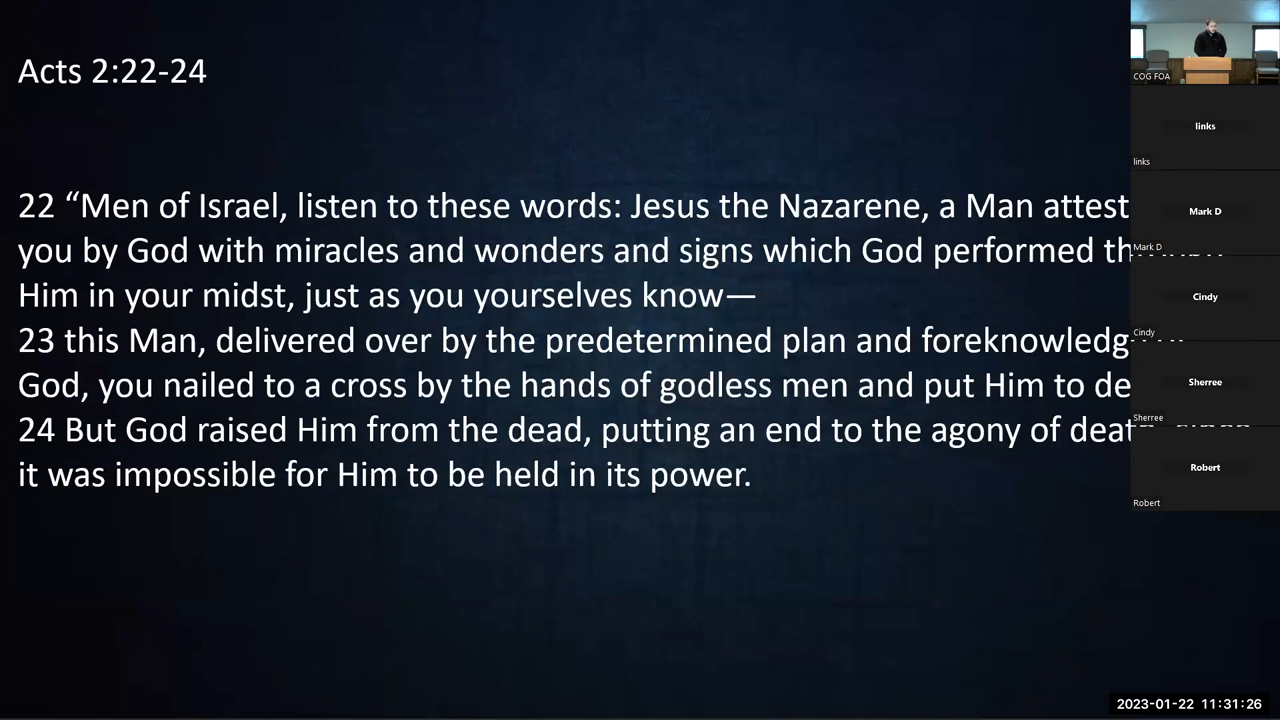 Acts 2:22-24
22 “Men of Israel, listen to these words: Jesus the Nazarene, a Man
you by God with miracles and wonders and signs which God performed
Him in your midst, just as you yourselves know—
23 this Man, delivered over by the predetermined plan and
God, you nailed to a cross by the hands of godless men and put Him to
24 But God raised Him from the dead, putting an end to the agony of
it was impossible for Him to be held in its power.
COG FOA
links
links
Mark D
Mark D
Cindy
Cindy
Sherree
Sherree
Robert
Robert
2023-01-22 11:31:26